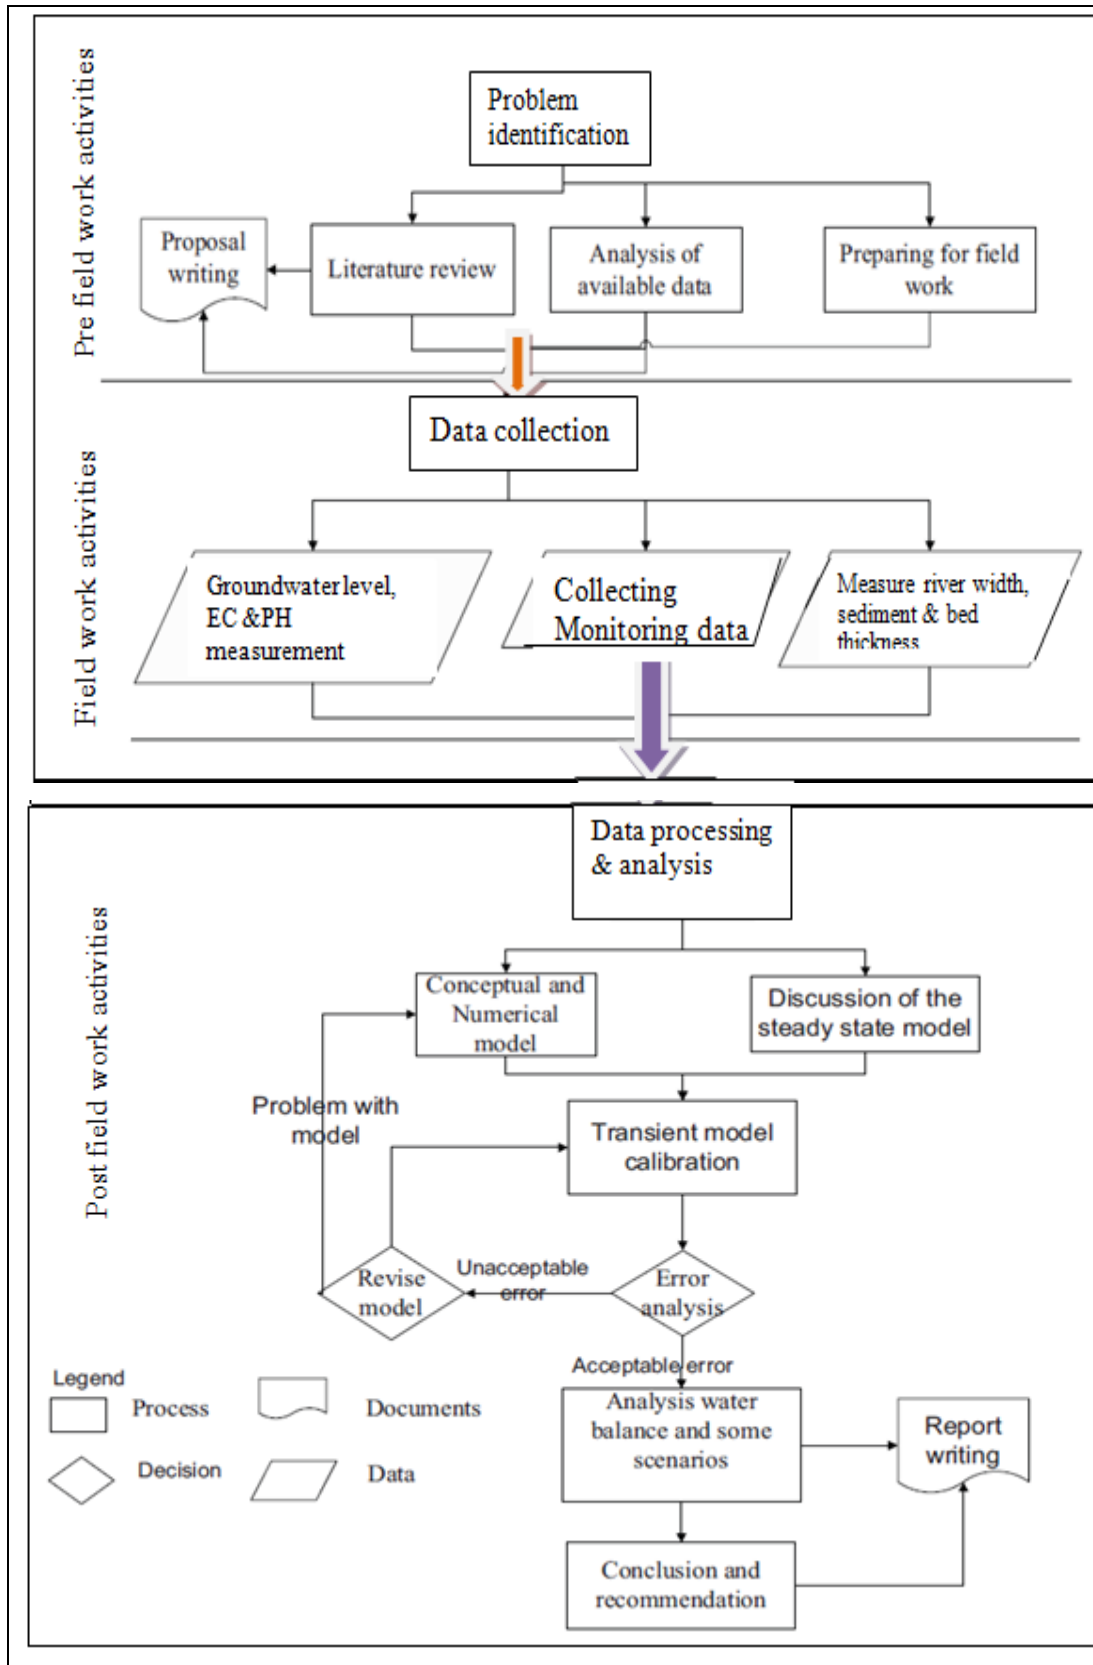 Pre field work activities
Problem
identification
Proposal
writing
Literature review
Analysis of
available data
Preparing for field
work
Field work activities
Data collection
Groundwater level,
EC &PH
measurement
Collecting
Monitoring data
Measure river width,
sediment & bed
thickness
Post field work activities
Data processing
& analysis
Conceptual and
Numerical
model
Discussion of the
steady state model
Problem with
model
Transient model
calibration
Revise
model
Unacceptable
error
Error
analysis
Acceptable error
Legend
Process
Documents
Decision
Data
Analysis water
balance and some
scenarios
Report
writing
Conclusion and
recommendation